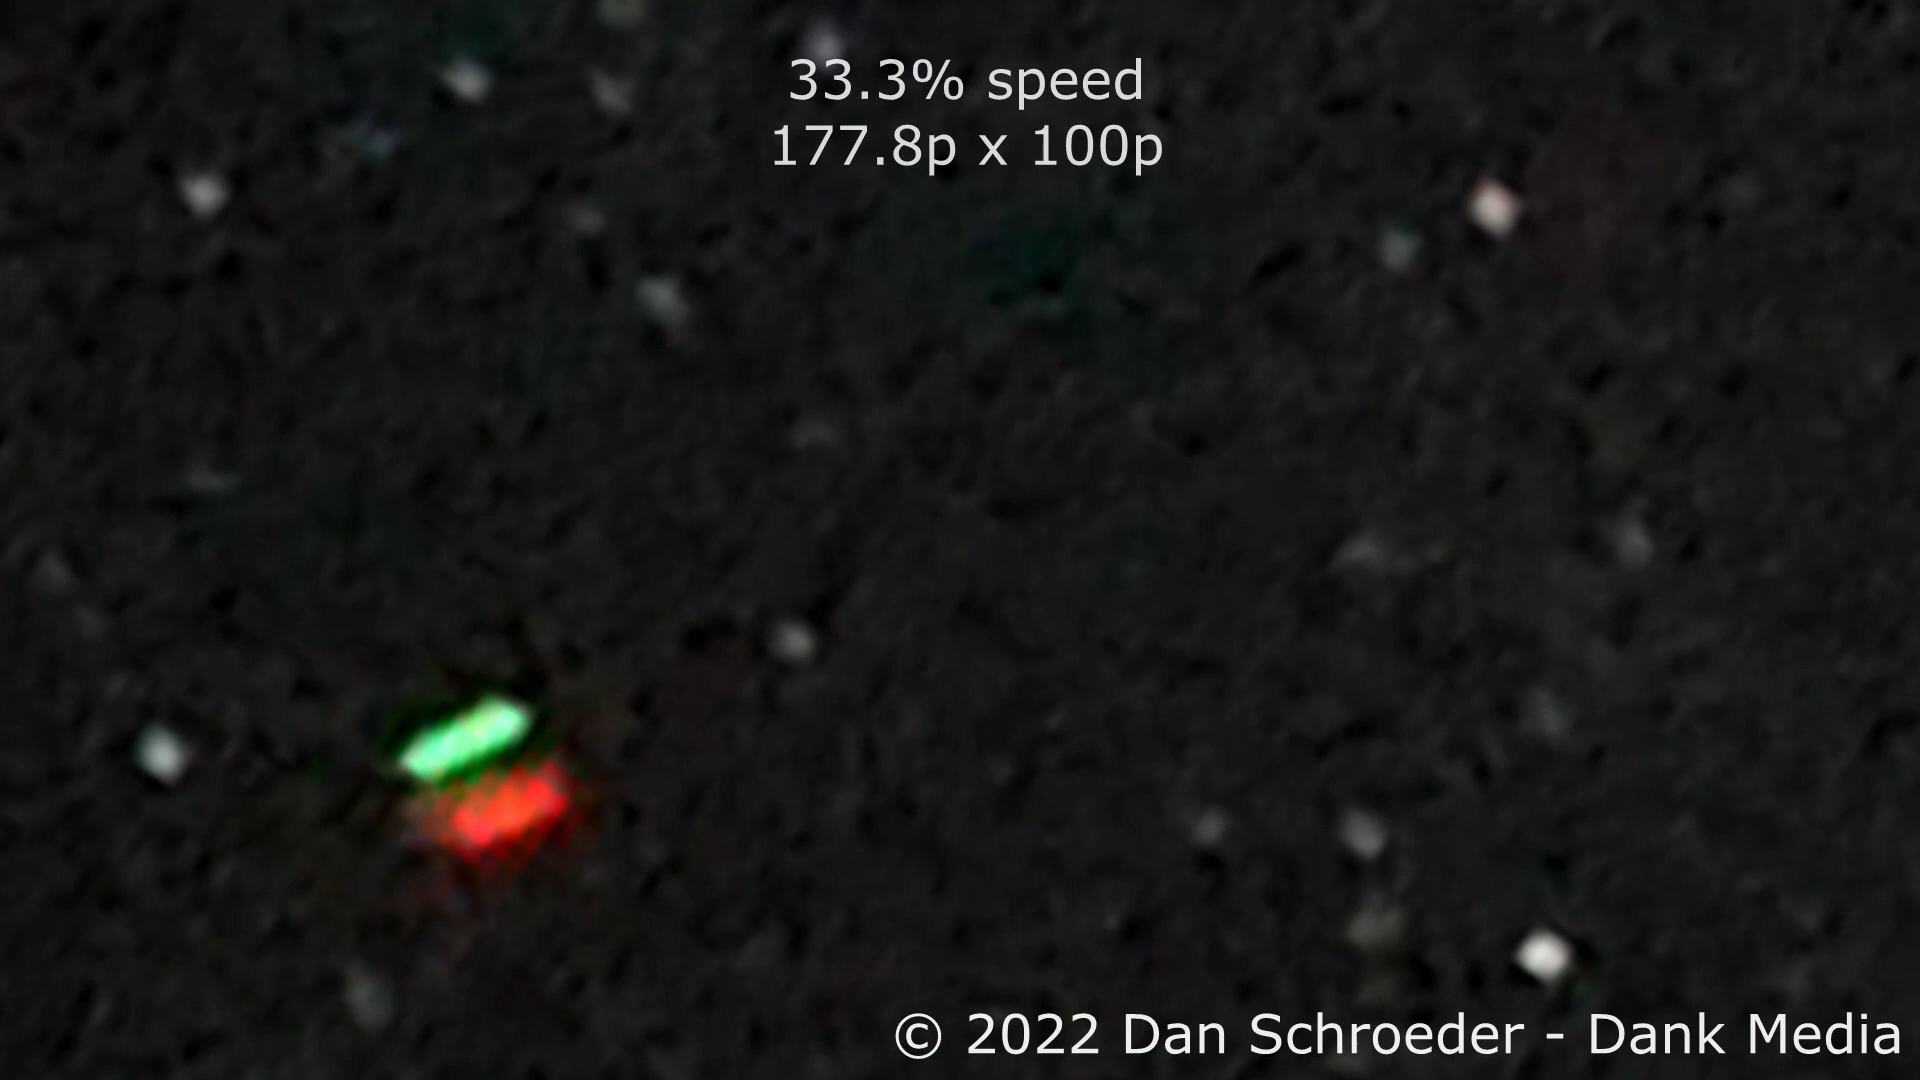 33.3% speed
177.8p x 100p
© 2022 Dan Schroeder - Dank Media